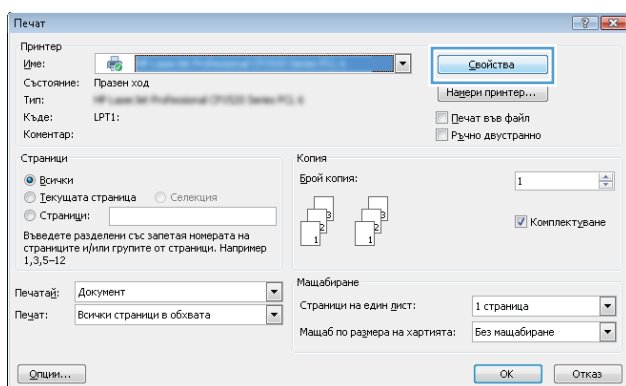 Печат
Принтер
Име:
Свойства
Състояние: Празен ход
Тип:
Намери принтер...
Къде: LPT1:
Печат във файл
Коментар:
Ръчно двустранно
Страници
Всички
Текущата страница Селекция
Страници:
Въведете разделени със запетая номерата на
страниците и/или групите от страници. Например
1,3,5–12
Копия
Брой копия: 1
Комплектуване
Печатай: Документ
Печат: Всички страници в обхвата
Мащабиране
Страници на един лист: 1 страница
Мащаб по размера на хартията: Без мащабиране
Опции...
OK
Отказ